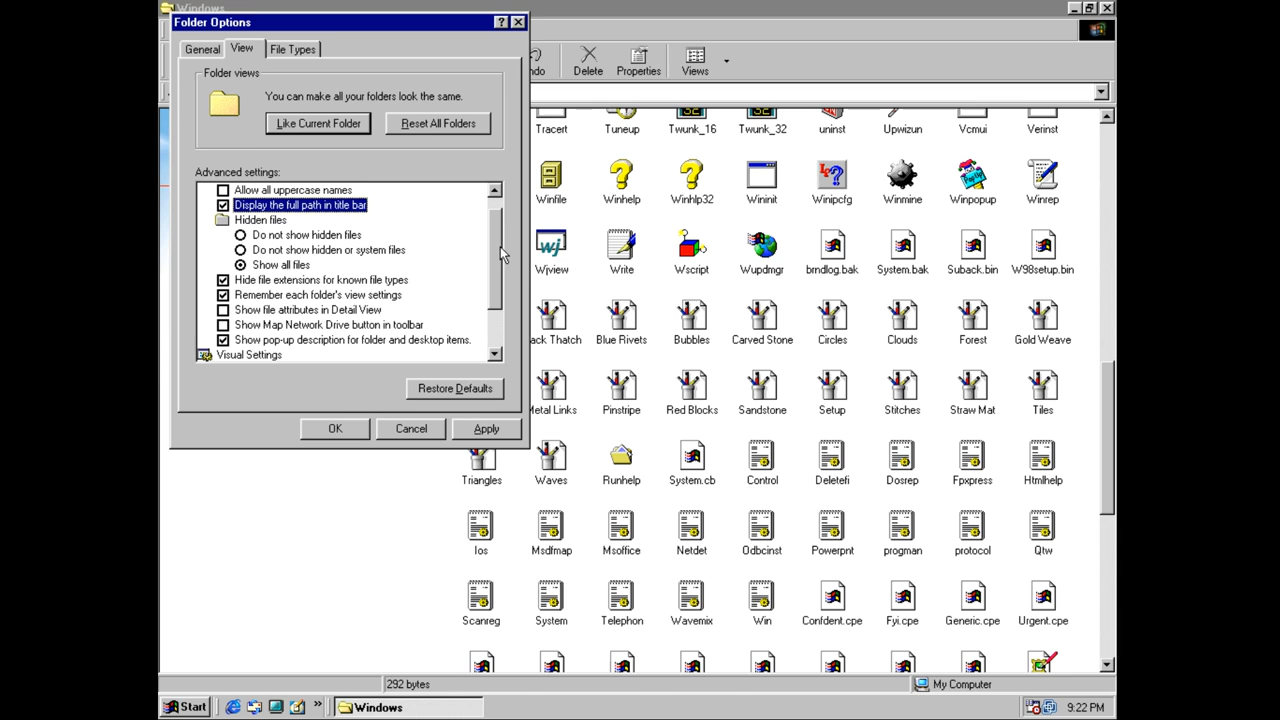 Windows
Folder Options
General View File Types
Folder views
You can make all your folders look the same.
Like Current Folder Reset All Folders
Advanced settings:
Allow all uppercase names
Display the full path in title bar
Hidden files
Do not show hidden files
Do not show hidden or system files
Show all files
Hide file extensions for known file types
Remember each folder's view settings
Show file attributes in Detail View
Show Map Network Drive button in toolbar
Show pop-up description for folder and desktop items.
Visual Settings
Restore Defaults
OK Cancel Apply
ndo Delete Properties Views
Tracert Tuneup Twunk_16 Twunk_32 uninst Upwizun Vcmui Verinst
Winfile Winhelp Winhlp32 Wininit Winipcfg Winmine Winpopup Winrep
Wjview Write Wscript Wupdmgr brndlog.bak System.bak Suback.bin W98setup.bin
ack Thatch Blue Rivets Bubbles Carved Stone Circles Clouds Forest Gold Weave
Metal Links Pinstripe Red Blocks Sandstone Setup Stitches Straw Mat Tiles
Triangles Waves Runhelp System.cb Control Deletefi Dosrep Fpxpress Htmlhelp
Ios Msdfmap Msoffice Netdet Odbcinst Powerpnt progman protocol Qtw
Scanreg System Telephon Wavemix Win Confdent.cpe Fyi.cpe Generic.cpe Urgent.cpe
292 bytes My Computer
Start » Windows 9:22 PM